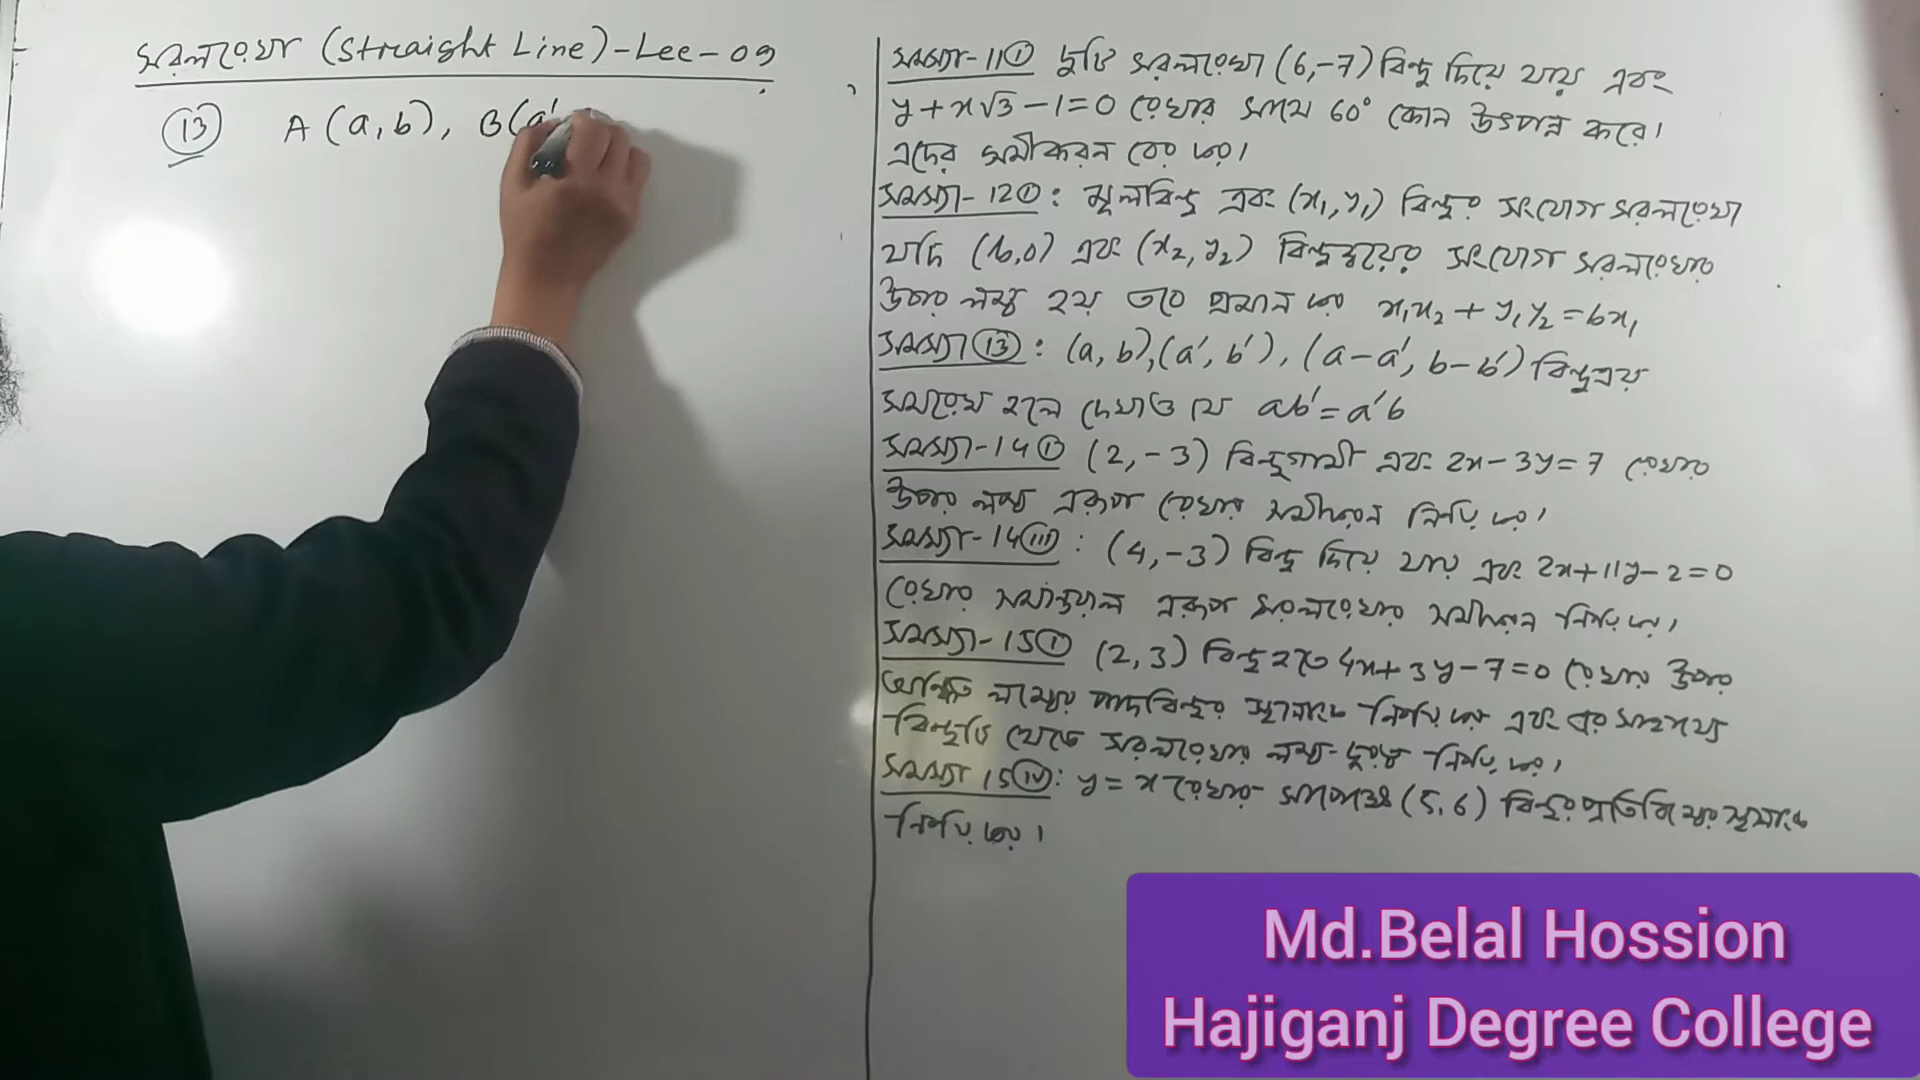 সরলরেখা (Straight Line)-Lec-09
13 A (a, b), B(a'
সমস্যা-11(i) দুটি সরলরেখা (6,-7) বিন্দু দিয়ে যায় এবং
y+x√3-1=0 রেখার সাথে 60° কোন উৎপন্ন করে।
এদের সমীকরন বের কর।
সমস্যা-12(i): মূলবিন্দু এবং (x₁,y₁) বিন্দুর সংযোগ সরলরেখা
যদি (b,0) এবং (x₂,y₂) বিন্দুদ্বয়ের সংযোগ সরলরেখার
উপর লম্ব হয় তবে প্রমান কর x₁x₂+y₁y₂=bx₁
সমস্যা 13: (a, b),(a', b'), (a-a', b-b') বিন্দুত্রয়
সমরেখ হলে দেখাও যে ab'=a'b
সমস্যা-14(i) (2,-3) বিন্দুগামী এবং 2x-3y=7 রেখার
উপর লম্ব এরূপ রেখার সমীকরন নির্ণয় কর।
সমস্যা-14(iii): (4,-3) বিন্দু দিয়ে যায় এবং 2x+11y-2=0
রেখার সমান্তরাল এরূপ সরলরেখার সমীকরন নির্ণয় কর।
সমস্যা-15(i) (2,3) বিন্দু হতে 4x+3y-7=0 রেখার উপর
অংকিত লম্বের পাদবিন্দুর স্থানাংক নির্ণয় কর এবং এর সাহায্যে
বিন্দুটি থেকে সরলরেখার লম্ব-দূরত্ব নির্ণয় কর।
সমস্যা 15(iv): y=x রেখার সাপেক্ষে (5,6) বিন্দুর প্রতিবিম্বের স্থানাংক
নির্ণয় কর।
Md.Belal Hossion
Hajiganj Degree College